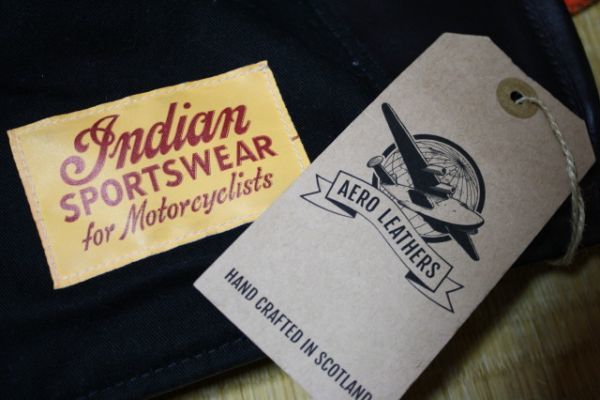 Indian
SPORTSWEAR
for Motorcyclists
AERO LEATHERS
HAND CRAFTED IN SCOTLAND